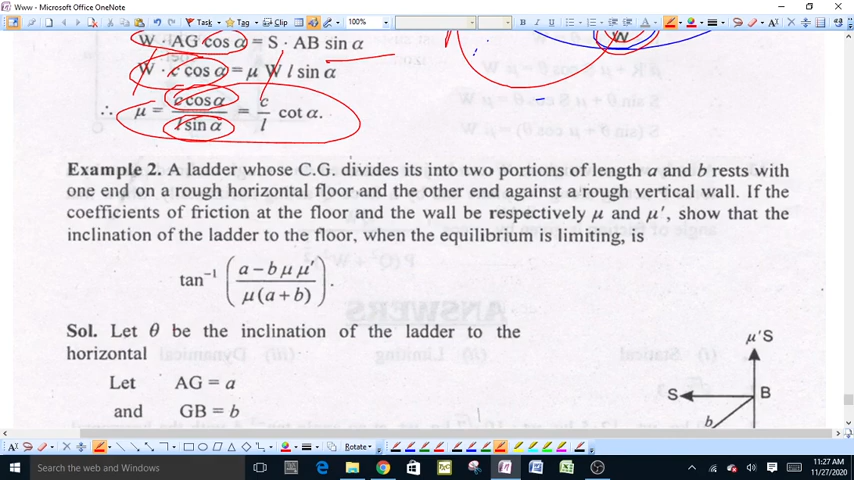 Www - Microsoft Office OneNote
Task
Tag
100%
B I U
W · AG cos α = S · AB sin α
W · c cos α = μ W l sin α
∴ μ = c cos α / l sin α = c / l cot α.
W
Example 2. A ladder whose C.G. divides its into two portions of length a and b rests with
one end on a rough horizontal floor and the other end against a rough vertical wall. If the
coefficients of friction at the floor and the wall be respectively μ and μ′, show that the
inclination of the ladder to the floor, when the equilibrium is limiting, is
tan⁻¹ ( a – b μ μ′ / μ (a + b) ).
Sol. Let θ be the inclination of the ladder to the
horizontal
Let AG = a
and GB = b
μ′S
S
B
b
Rotate
Search the web and Windows
11:27 AM
11/27/2020